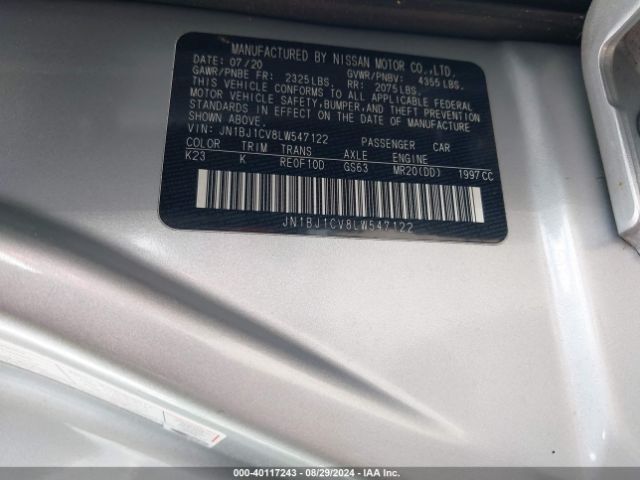 MANUFACTURED BY NISSAN MOTOR CO.,LTD.
DATE: 07/20 GVWR/PNBV: 4355LBS.
GAWR/PNBE FR: 2325LBS. RR: 2075LBS.
THIS VEHICLE CONFORMS TO ALL APPLICABLE FEDERAL
MOTOR VEHICLE SAFETY,BUMPER,AND THEFT PREVENTION
STANDARDS IN EFFECT ON THE DATE OF MANUFACTURE
SHOWN ABOVE.
VIN: JN1BJ1CV8LW547122 PASSENGER CAR
COLOR TRIM TRANS AXLE ENGINE
K23 K RE0F10D GS63 MR20(DD) 1997CC
JN1BJ1CV8LW547122
000-40117243 - 08/29/2024 - IAA Inc.